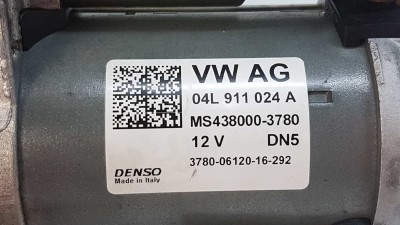 VW AG
04L 911 024 A
MS438000-3780
12 V DN5
3780-06120-16-292
DENSO
Made in Italy